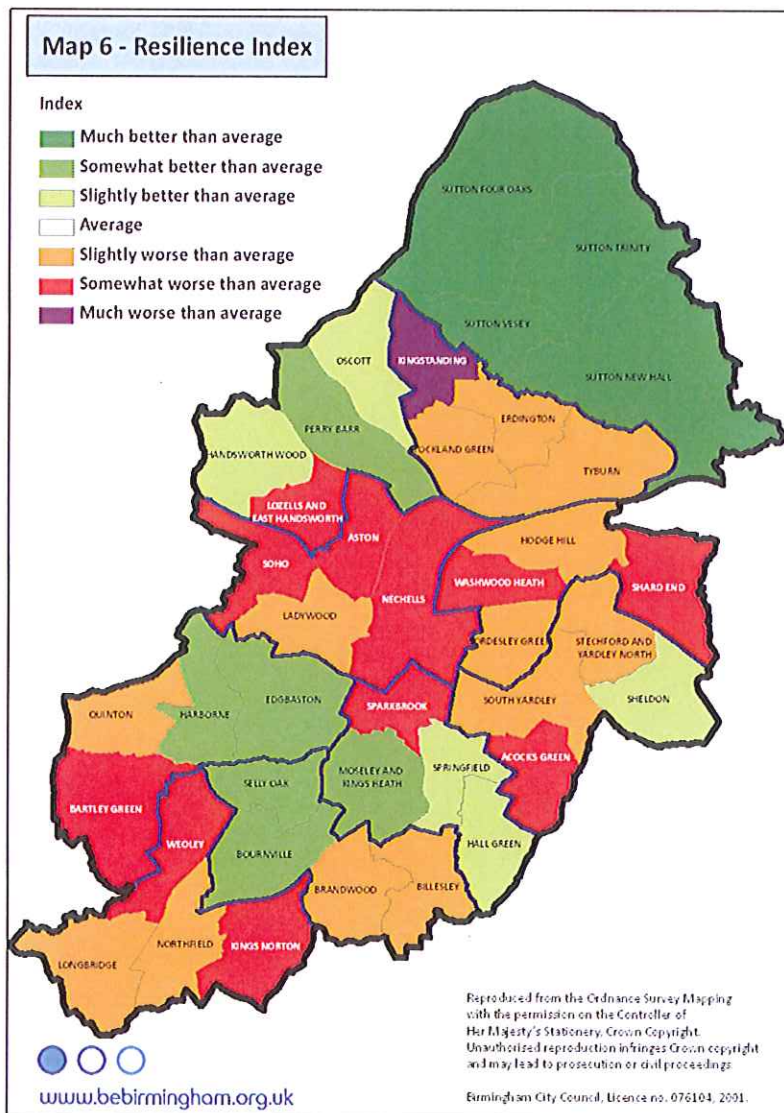 Map 6 - Resilience Index
Index
Much better than average
Somewhat better than average
Slightly better than average
Average
Slightly worse than average
Somewhat worse than average
Much worse than average
SUTTON FOUR OAKS
SUTTON TRINITY
SUTTON VESEY
SUTTON NEW HALL
OSCOTT
KINGSTANDING
ERDINGTON
PERRY BARR
OCKLAND GREEN
TYBURN
HANDSWORTH WOOD
LOZELLS AND
EAST HANDSWORTH
ASTON
HODGE HILL
SOHO
WASHWOOD HEATH
SHARD END
NECHELLS
LADYWOOD
ORDESLEY GREEN
STECHFORD AND
YARDLEY NORTH
SHELDON
QUINTON
HARBORNE
EDGBASTON
SPARKBROOK
SOUTH YARDLEY
ACOCKS GREEN
MOSELEY AND
KINGS HEATH
SPRINGFIELD
SELLY OAK
BARTLEY GREEN
WEOLEY
HALL GREEN
BOURNVILLE
BRANDWOOD
BILLESLEY
NORTHFIELD
KINGS NORTON
LONGBRIDGE
Reproduced from the Ordnance Survey Mapping
with the permission on the Controller of
Her Majesty's Stationery, Crown Copyright.
Unauthorised reproduction infringes Crown copyright
and may lead to prosecution or civil proceedings
www.bebirmingham.org.uk
Birmingham City Council, Licence no. 076104, 2001.